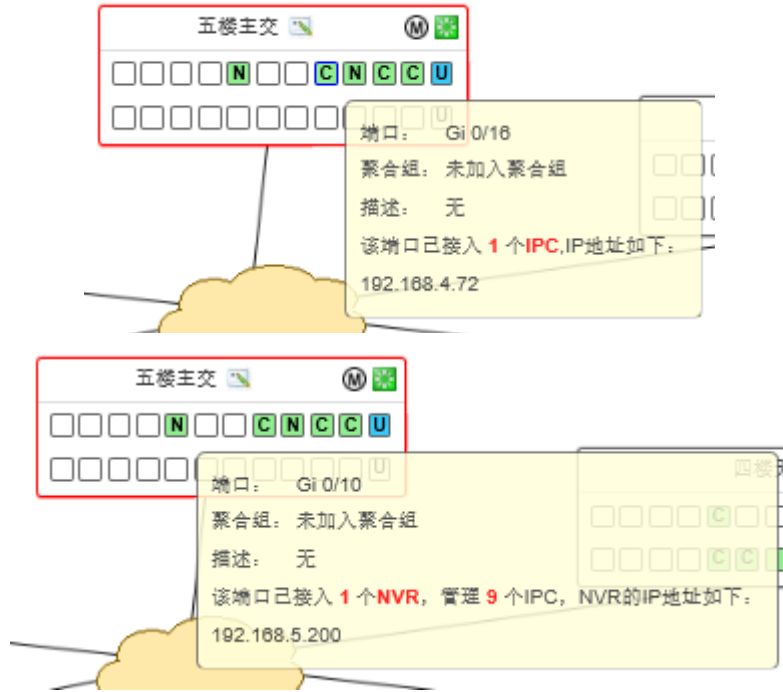 五楼主交 M
N C N C C U
U
端口： Gi 0/16
聚合组： 未加入聚合组
描述： 无
该端口已接入 1 个IPC,IP地址如下：
192.168.4.72
五楼主交 M
N C N C C U
U
四楼
C
C C
端口： Gi 0/10
聚合组： 未加入聚合组
描述： 无
该端口已接入 1 个NVR，管理 9 个IPC，NVR的IP地址如下：
192.168.5.200